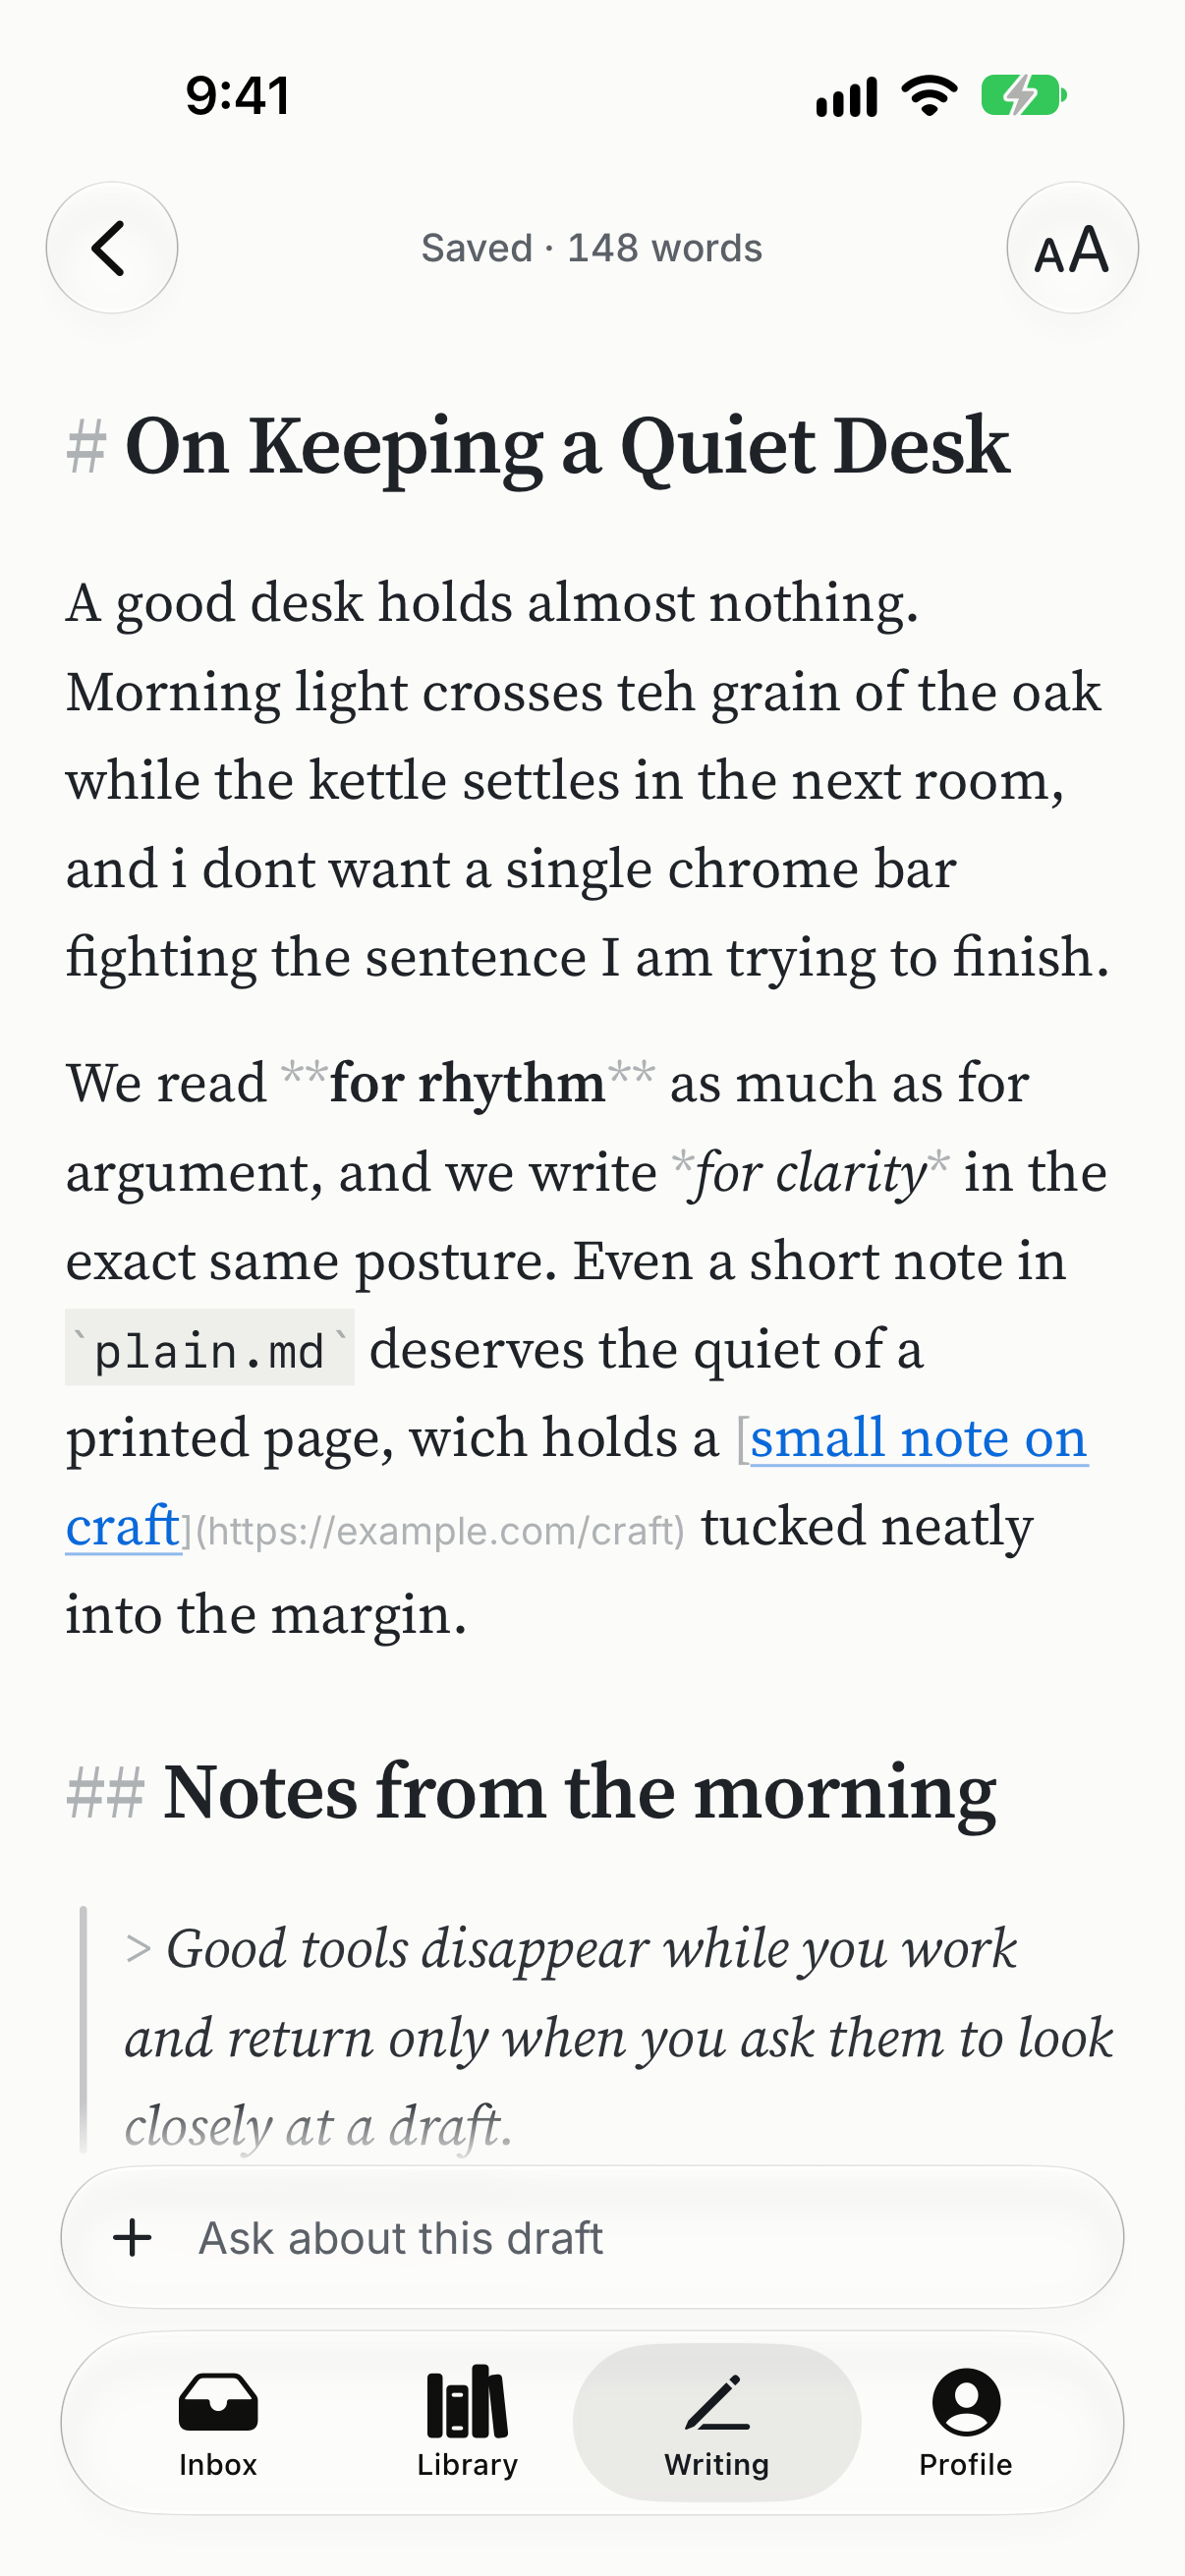 9:41
Saved · 148 words
AA
# On Keeping a Quiet Desk
A good desk holds almost nothing.
Morning light crosses teh grain of the oak
while the kettle settles in the next room,
and i dont want a single chrome bar
fighting the sentence I am trying to finish.
We read **for rhythm** as much as for
argument, and we write *for clarity* in the
exact same posture. Even a short note in
`plain.md` deserves the quiet of a
printed page, wich holds a [small note on
craft](https://example.com/craft) tucked neatly
into the margin.
## Notes from the morning
> Good tools disappear while you work
and return only when you ask them to look
closely at a draft.
+ Ask about this draft
Inbox Library Writing Profile